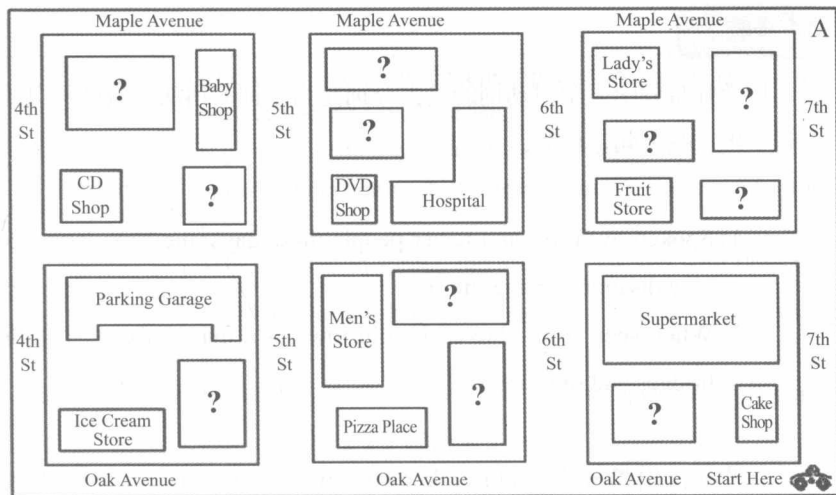 Maple Avenue
Maple Avenue
Maple Avenue
A
?
Baby
Shop
?
Lady's
Store
?
4th
St
5th
St
?
6th
St
?
7th
St
CD
Shop
?
DVD
Shop
Hospital
Fruit
Store
?
Parking Garage
Men's
Store
?
Supermarket
4th
St
5th
St
6th
St
7th
St
?
?
?
Cake
Shop
Ice Cream
Store
Pizza Place
Oak Avenue
Oak Avenue
Oak Avenue
Start Here